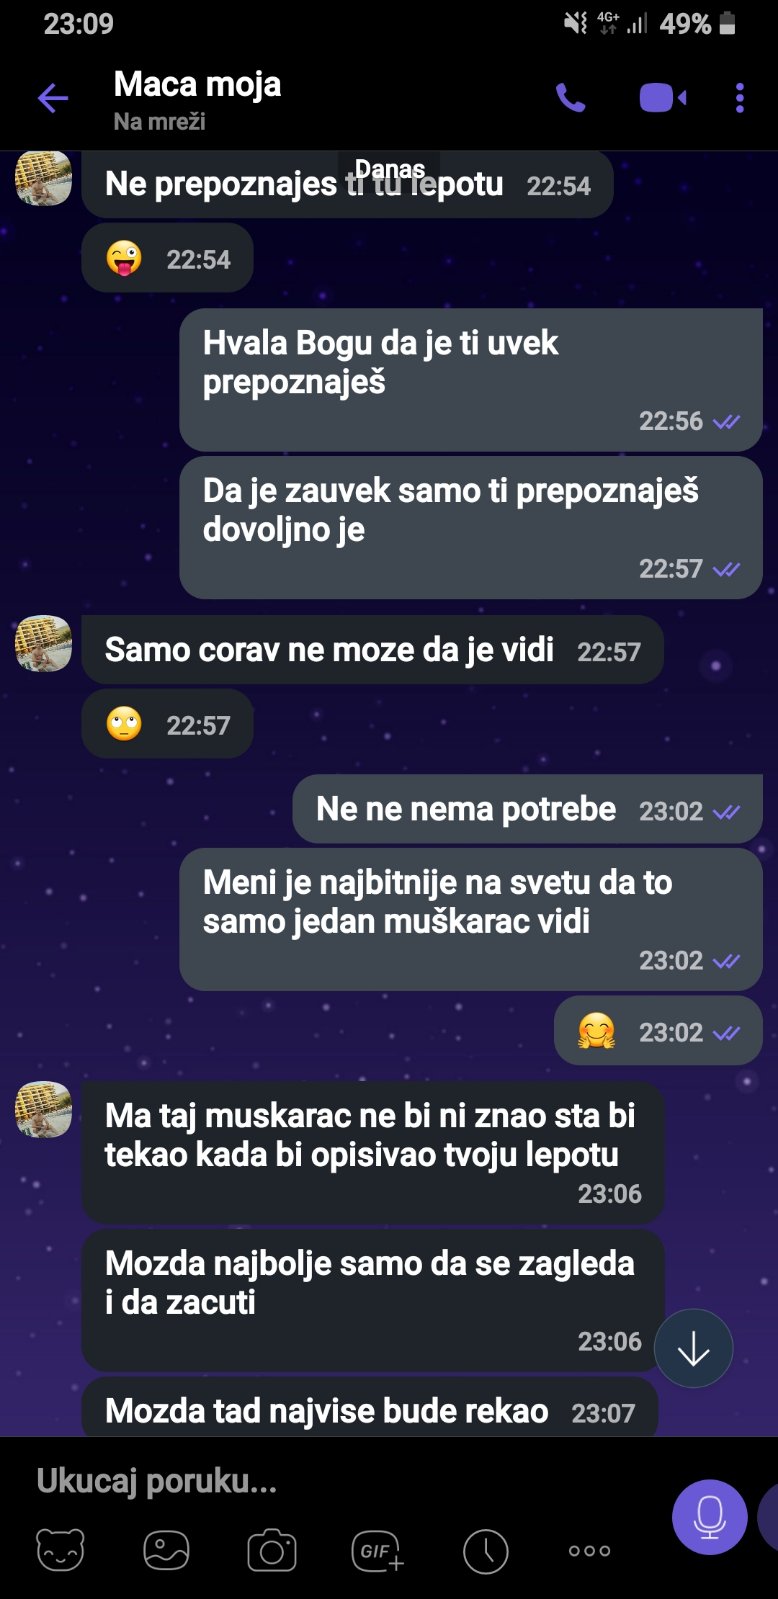 23:09
4G+
49%
Maca moja
Na mreži
Danas
Ne prepoznajes ti tu lepotu 22:54
22:54
Hvala Bogu da je ti uvek
prepoznaješ
22:56
Da je zauvek samo ti prepoznaješ
dovoljno je
22:57
Samo corav ne moze da je vidi 22:57
22:57
Ne ne nema potrebe 23:02
Meni je najbitnije na svetu da to
samo jedan muškarac vidi
23:02
23:02
Ma taj muskarac ne bi ni znao sta bi
tekao kada bi opisivao tvoju lepotu
23:06
Mozda najbolje samo da se zagleda
i da zacuti
23:06
Mozda tad najvise bude rekao 23:07
Ukucaj poruku...
GIF